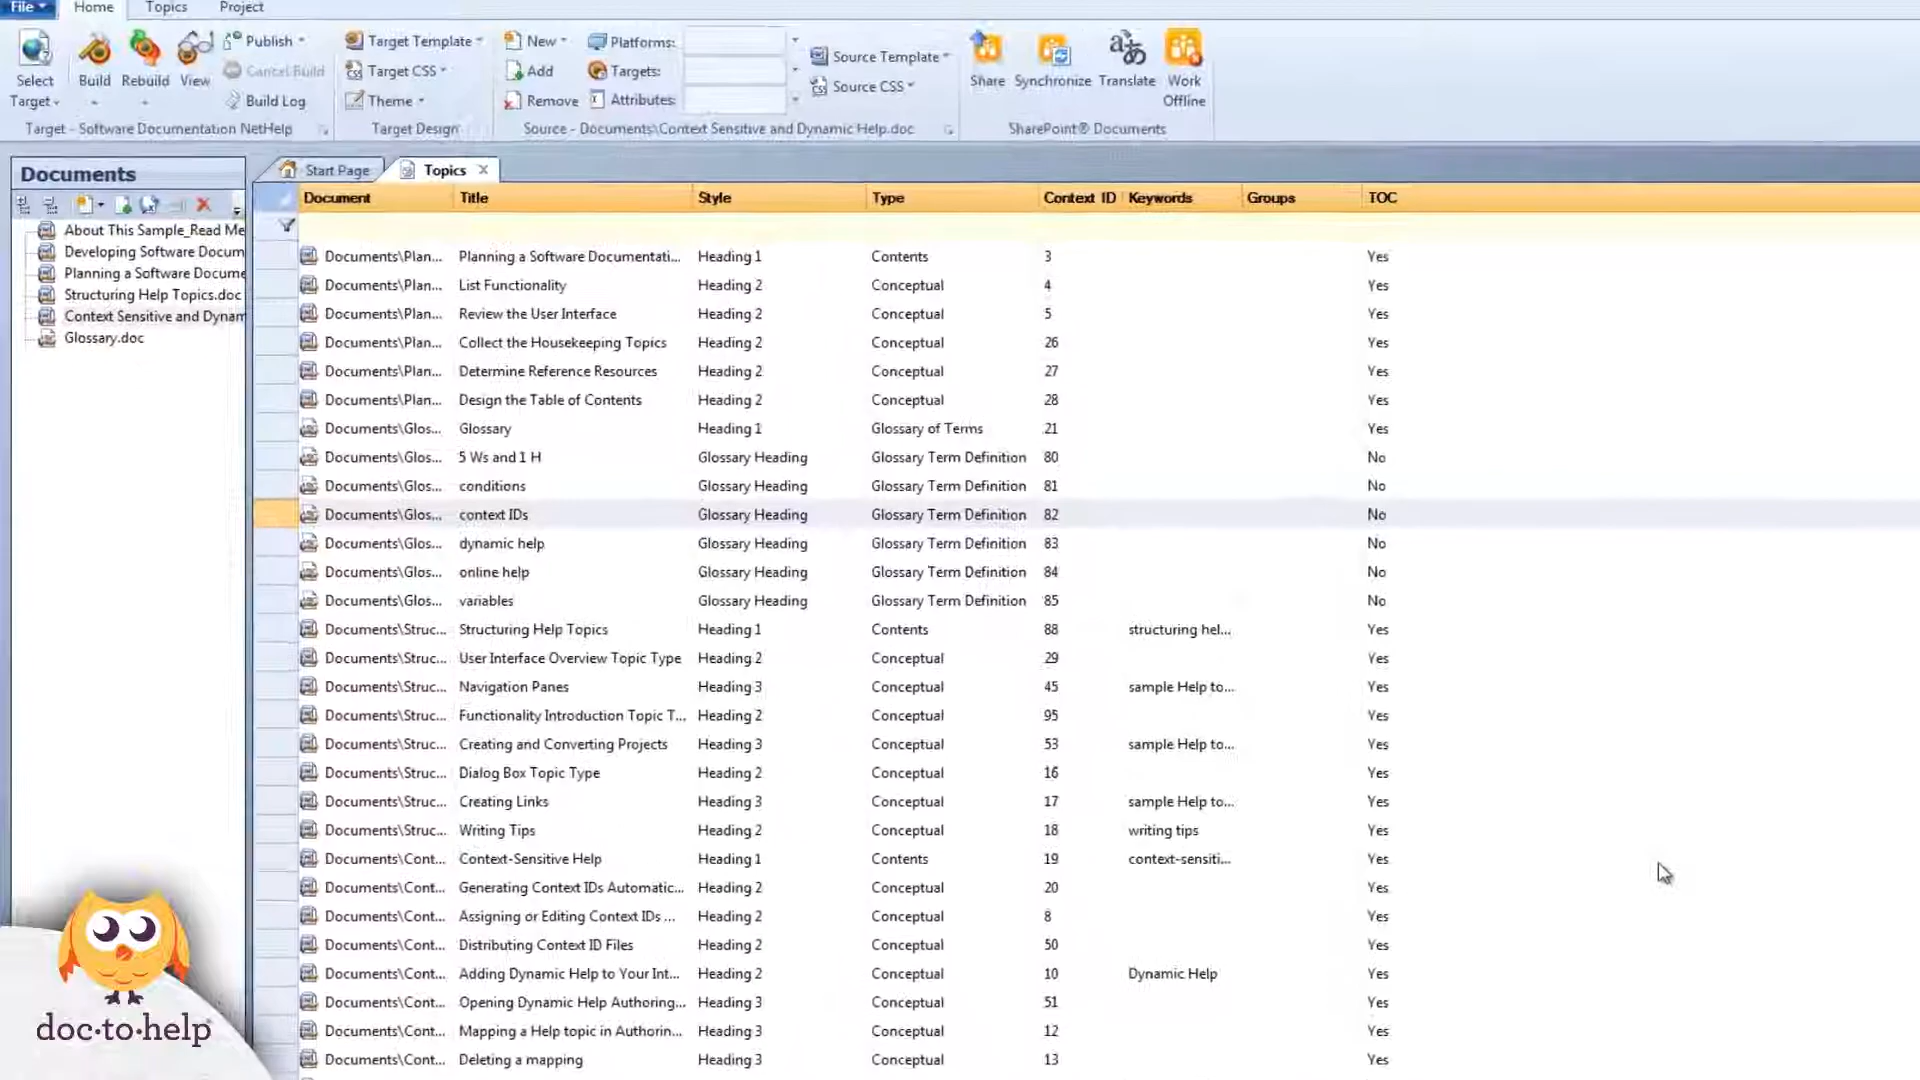 File Home Topics Project
Select Target Build Rebuild View Publish Cancel Build Build Log
Target - Software Documentation NetHelp
Target Template Target CSS Theme
Target Design
New Add Remove Platforms: Targets: Attributes: Source Template Source CSS
Source - Documents\Context Sensitive and Dynamic Help.doc
Share Synchronize Translate Work Offline
SharePoint® Documents
Documents
About This Sample_Read Me
Developing Software Docum
Planning a Software Docume
Structuring Help Topics.doc
Context Sensitive and Dynam
Glossary.doc
Start Page Topics
Document Title Style Type Context ID Keywords Groups TOC
Documents\Plan... Planning a Software Documentati... Heading 1 Contents 3 Yes
Documents\Plan... List Functionality Heading 2 Conceptual 4 Yes
Documents\Plan... Review the User Interface Heading 2 Conceptual 5 Yes
Documents\Plan... Collect the Housekeeping Topics Heading 2 Conceptual 26 Yes
Documents\Plan... Determine Reference Resources Heading 2 Conceptual 27 Yes
Documents\Plan... Design the Table of Contents Heading 2 Conceptual 28 Yes
Documents\Glos... Glossary Heading 1 Glossary of Terms 21 Yes
Documents\Glos... 5 Ws and 1 H Glossary Heading Glossary Term Definition 80 No
Documents\Glos... conditions Glossary Heading Glossary Term Definition 81 No
Documents\Glos... context IDs Glossary Heading Glossary Term Definition 82 No
Documents\Glos... dynamic help Glossary Heading Glossary Term Definition 83 No
Documents\Glos... online help Glossary Heading Glossary Term Definition 84 No
Documents\Glos... variables Glossary Heading Glossary Term Definition 85 No
Documents\Struc... Structuring Help Topics Heading 1 Contents 88 structuring hel... Yes
Documents\Struc... User Interface Overview Topic Type Heading 2 Conceptual 29 Yes
Documents\Struc... Navigation Panes Heading 3 Conceptual 45 sample Help to... Yes
Documents\Struc... Functionality Introduction Topic T... Heading 2 Conceptual 95 Yes
Documents\Struc... Creating and Converting Projects Heading 3 Conceptual 53 sample Help to... Yes
Documents\Struc... Dialog Box Topic Type Heading 2 Conceptual 16 Yes
Documents\Struc... Creating Links Heading 3 Conceptual 17 sample Help to... Yes
Documents\Struc... Writing Tips Heading 2 Conceptual 18 writing tips Yes
Documents\Cont... Context-Sensitive Help Heading 1 Contents 19 context-sensiti... Yes
Documents\Cont... Generating Context IDs Automatic... Heading 2 Conceptual 20 Yes
Documents\Cont... Assigning or Editing Context IDs ... Heading 2 Conceptual 8 Yes
Documents\Cont... Distributing Context ID Files Heading 2 Conceptual 50 Yes
Documents\Cont... Adding Dynamic Help to Your Int... Heading 2 Conceptual 10 Dynamic Help Yes
Documents\Cont... Opening Dynamic Help Authoring... Heading 3 Conceptual 51 Yes
Documents\Cont... Mapping a Help topic in Authorin... Heading 3 Conceptual 12 Yes
Documents\Cont... Deleting a mapping Heading 3 Conceptual 13 Yes
doc·to·help